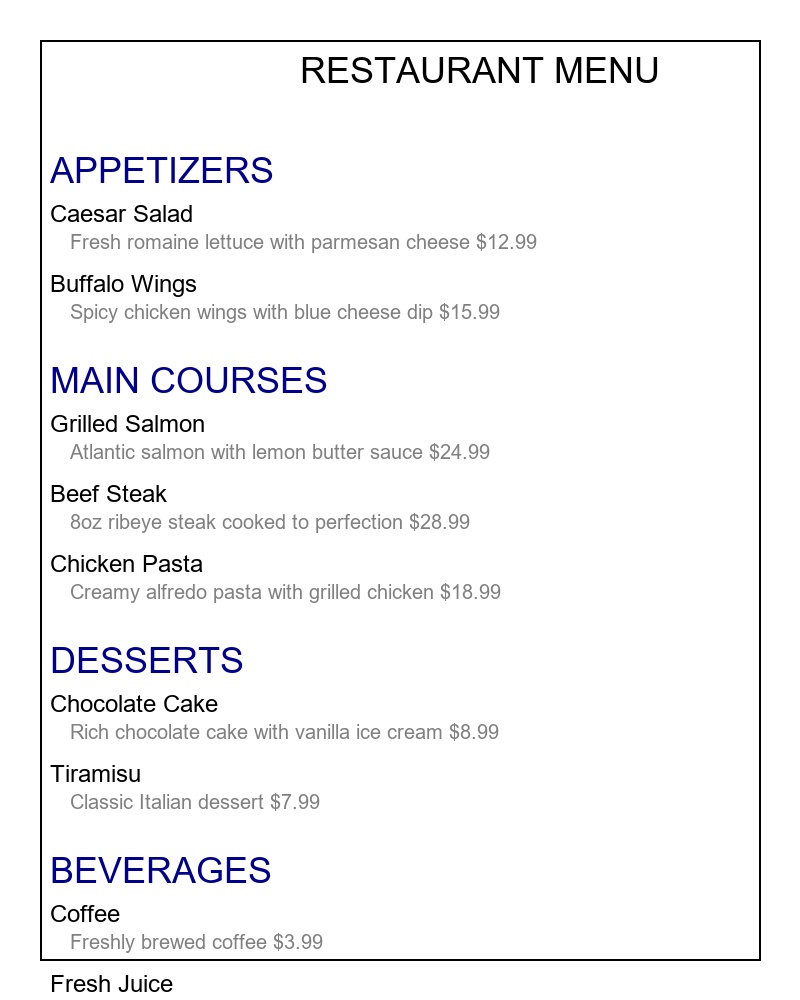 RESTAURANT MENU
APPETIZERS
Caesar Salad
Fresh romaine lettuce with parmesan cheese $12.99
Buffalo Wings
Spicy chicken wings with blue cheese dip $15.99
MAIN COURSES
Grilled Salmon
Atlantic salmon with lemon butter sauce $24.99
Beef Steak
8oz ribeye steak cooked to perfection $28.99
Chicken Pasta
Creamy alfredo pasta with grilled chicken $18.99
DESSERTS
Chocolate Cake
Rich chocolate cake with vanilla ice cream $8.99
Tiramisu
Classic Italian dessert $7.99
BEVERAGES
Coffee
Freshly brewed coffee $3.99
Fresh Juice